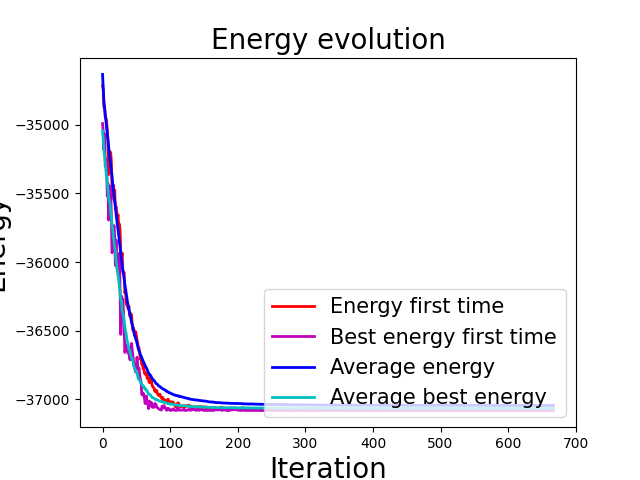 Energy evolution
Energy
−35000
−35500
−36000
−36500
−37000
0 100 200 300 400 500 600 700
Iteration
Energy first time
Best energy first time
Average energy
Average best energy